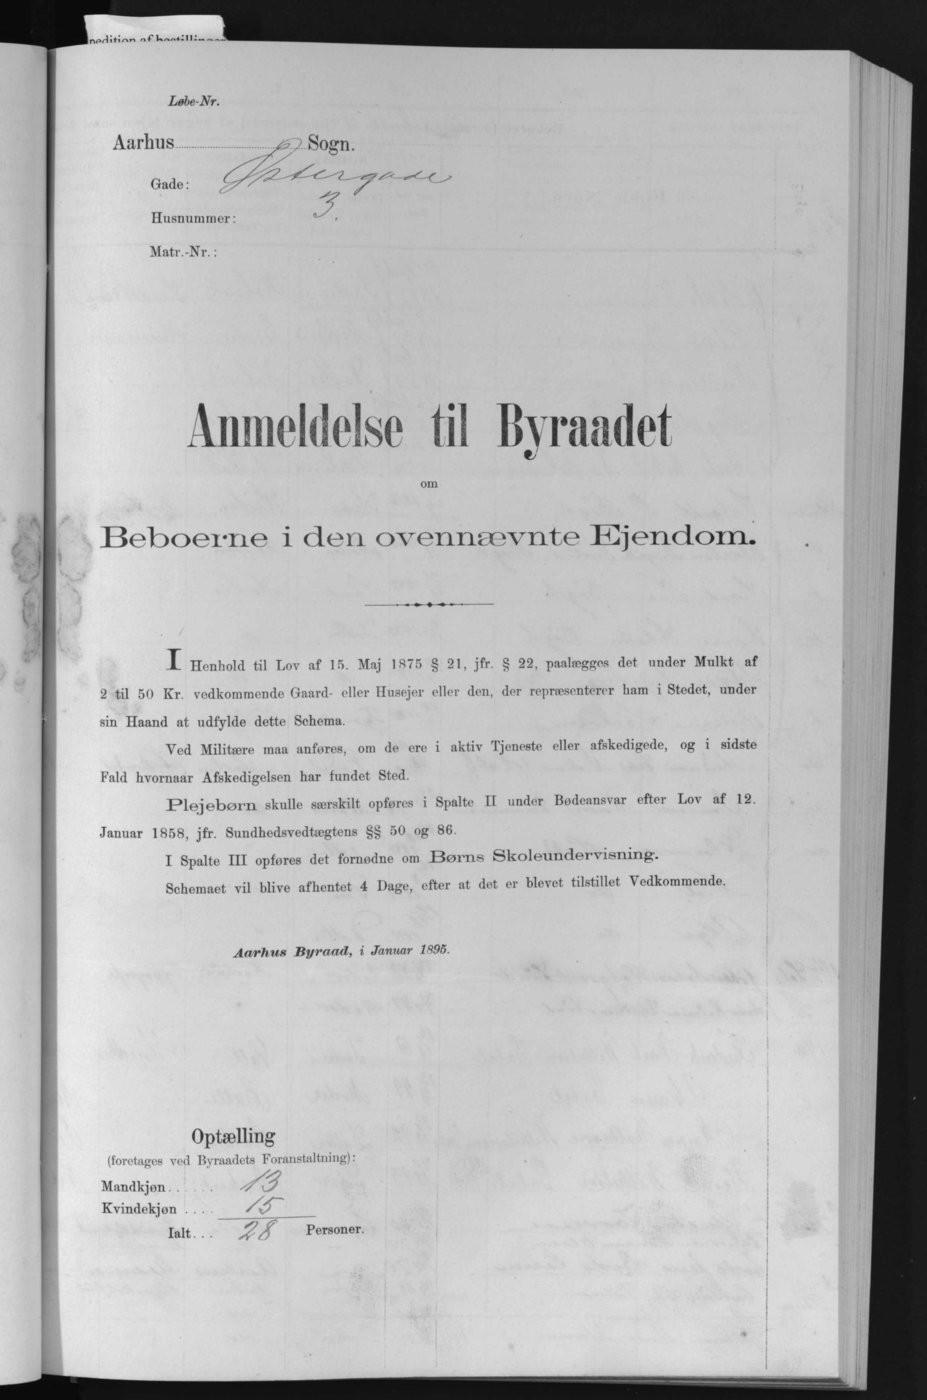 pedition af bestillinger
Løbe-Nr.
Aarhus Sogn.
Gade: Østergade
Husnummer: 3.
Matr.-Nr.:
Anmeldelse til Byraadet
om
Beboerne i den ovennævnte Ejendom.
I Henhold til Lov af 15. Maj 1875 § 21, jfr. § 22, paalægges det under Mulkt af
2 til 50 Kr. vedkommende Gaard- eller Husejer eller den, der repræsenterer ham i Stedet, under
sin Haand at udfylde dette Schema.
Ved Militære maa anføres, om de ere i aktiv Tjeneste eller afskedigede, og i sidste
Fald hvornaar Afskedigelsen har fundet Sted.
Plejebørn skulle særskilt opføres i Spalte II under Bødeansvar efter Lov af 12.
Januar 1858, jfr. Sundhedsvedtægtens §§ 50 og 86.
I Spalte III opføres det fornødne om Børns Skoleundervisning.
Schemaet vil blive afhentet 4 Dage, efter at det er blevet tilstillet Vedkommende.
Aarhus Byraad, i Januar 1895.
Optælling
(foretages ved Byraadets Foranstaltning):
Mandkjøn...... 13
Kvindekjøn .... 15
Ialt... 28 Personer.